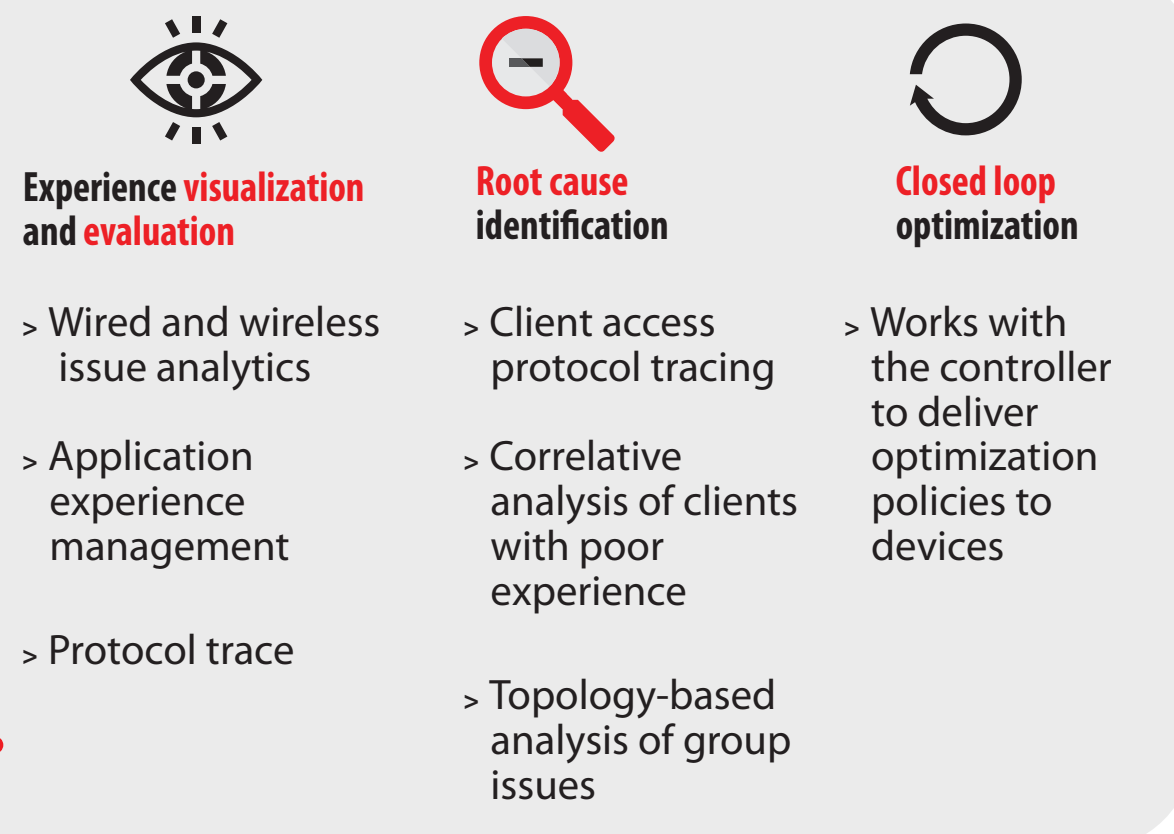 Experience visualization
and evaluation
> Wired and wireless
issue analytics
> Application
experience
management
> Protocol trace
Root cause
identification
> Client access
protocol tracing
> Correlative
analysis of clients
with poor
experience
> Topology-based
analysis of group
issues
Closed loop
optimization
> Works with
the controller
to deliver
optimization
policies to
devices